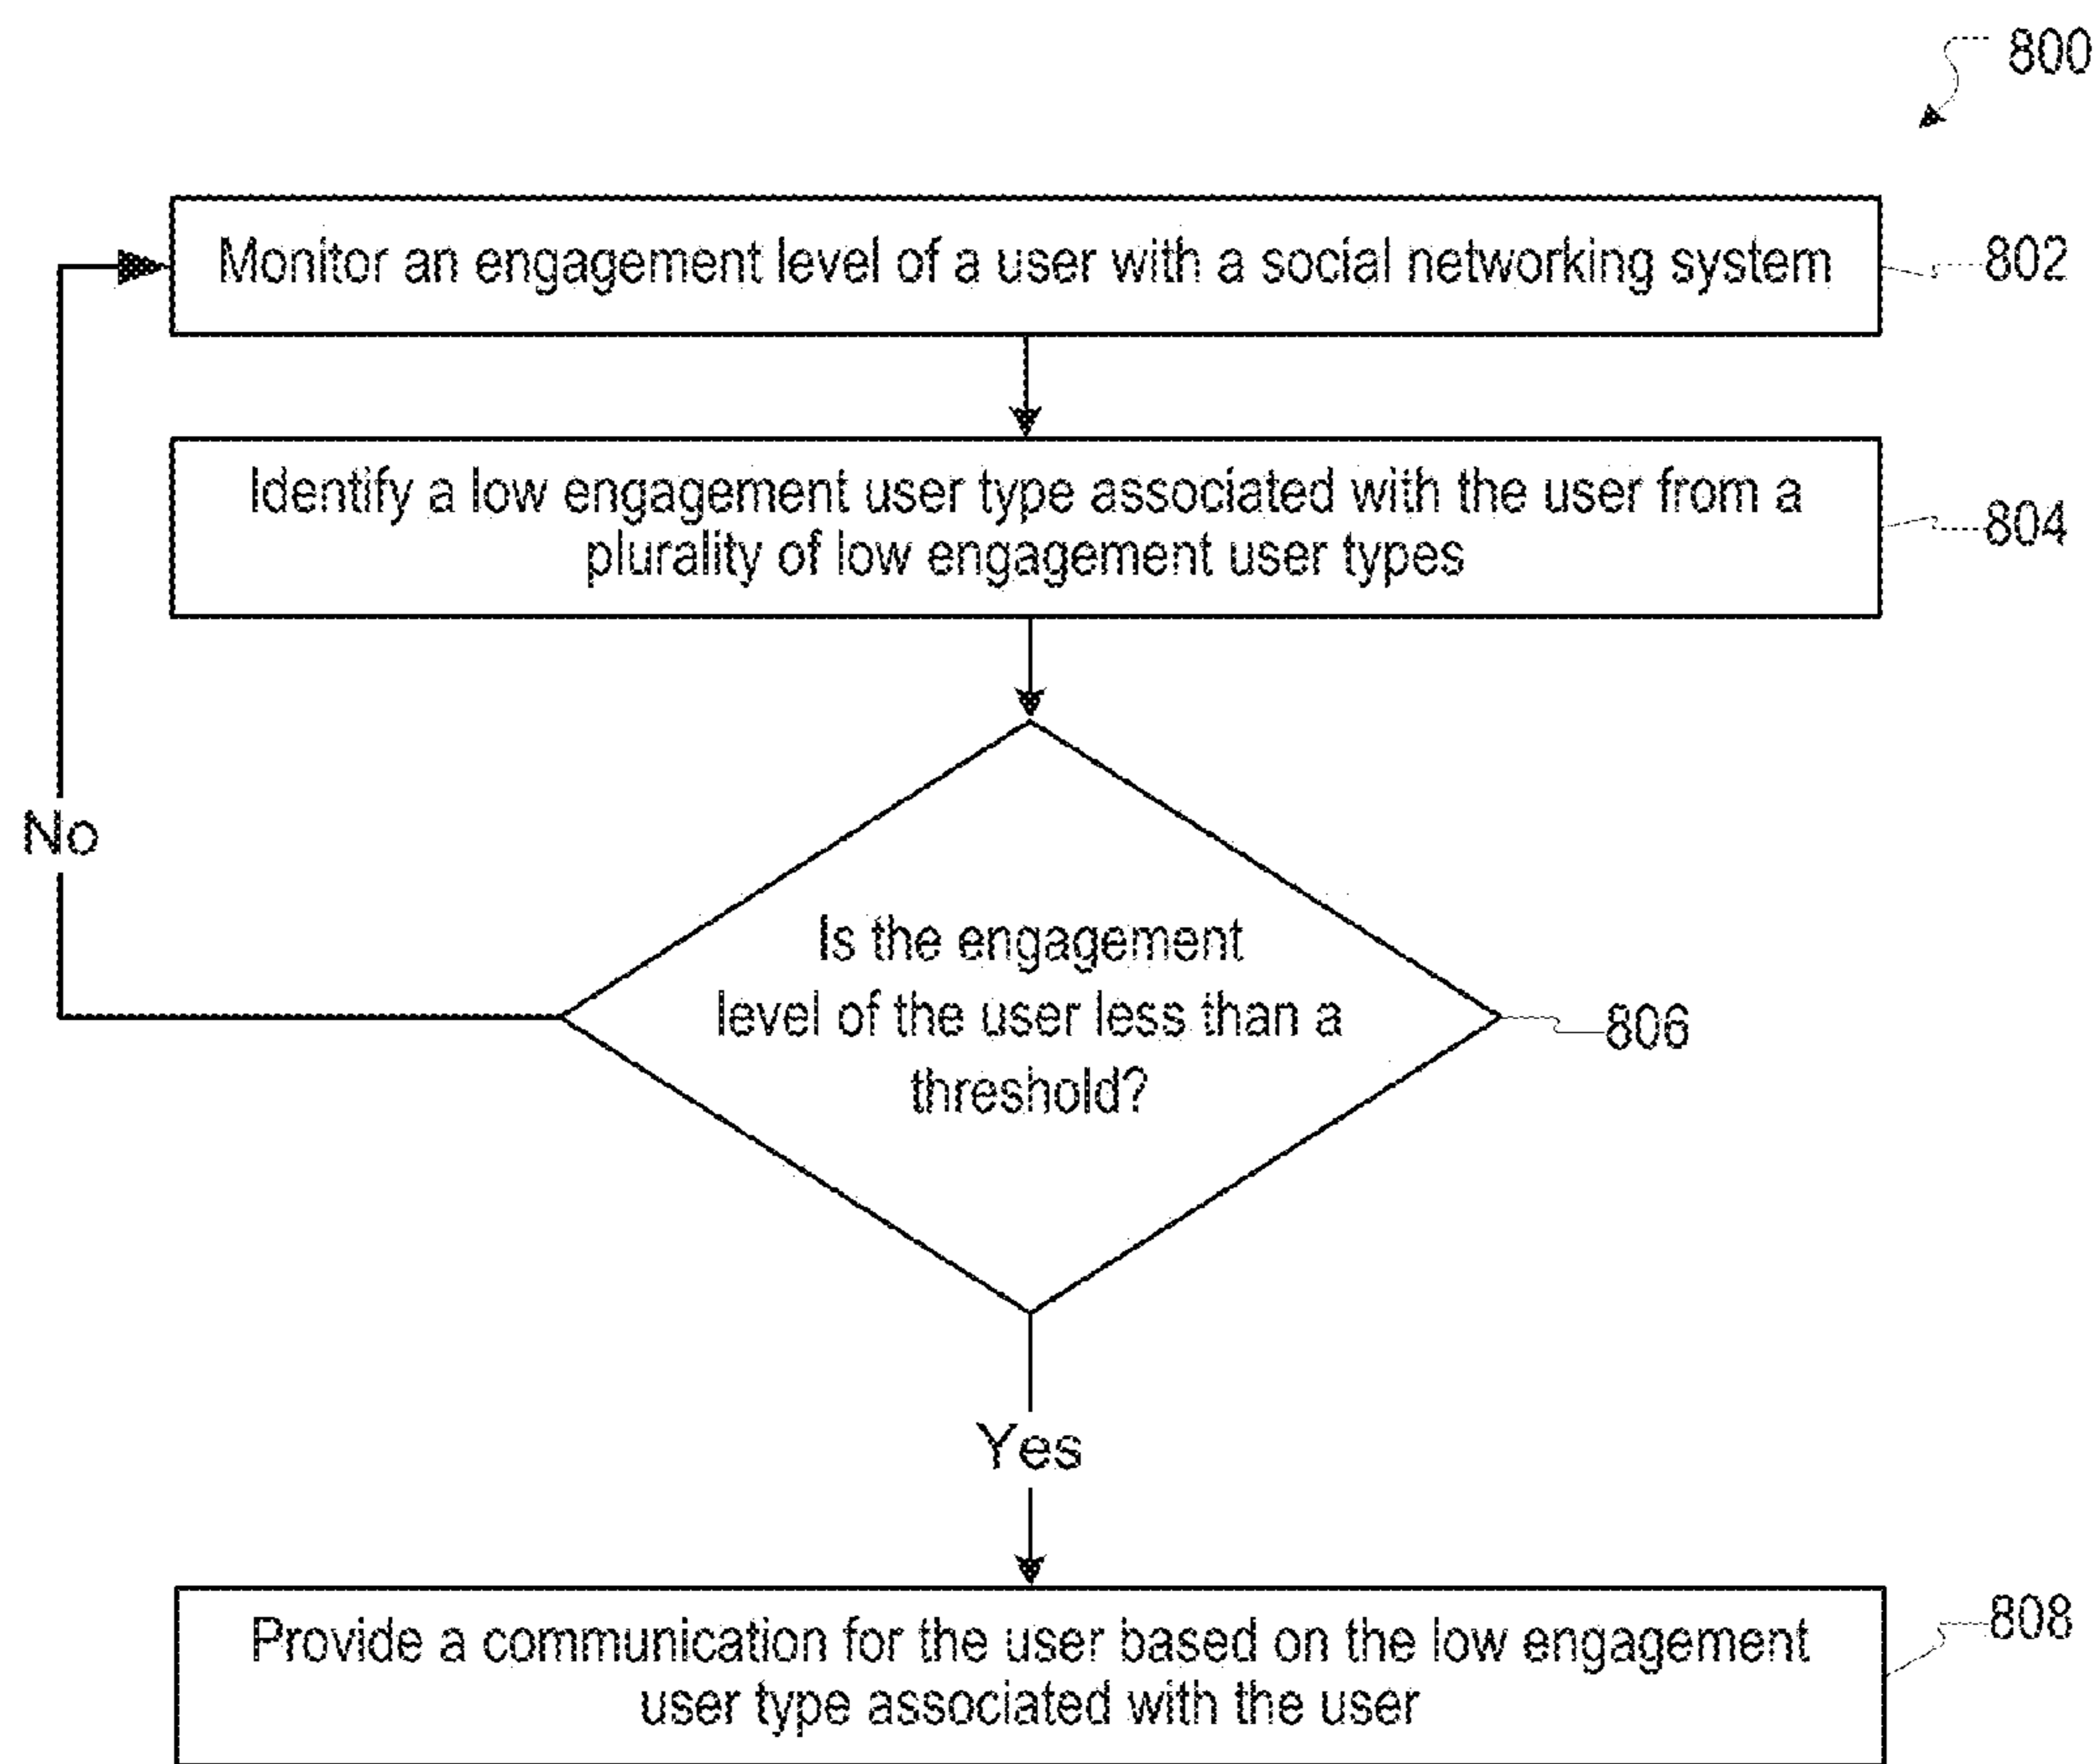 800
Monitor an engagement level of a user with a social networking system
802
Identify a low engagement user type associated with the user from a
plurality of low engagement user types
804
No
Is the engagement
level of the user less than a
threshold?
806
Yes
Provide a communication for the user based on the low engagement
user type associated with the user
808